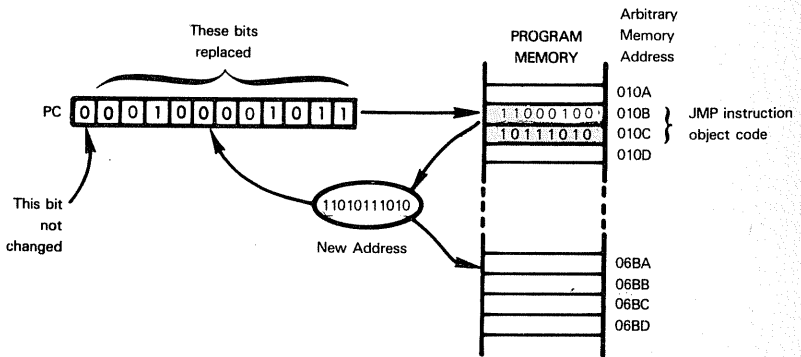 These bits
replaced
PC 0 0 0 1 0 0 0 0 1 0 1 1
This bit
not
changed
11010111010
New Address
PROGRAM
MEMORY
Arbitrary
Memory
Address
010A
11000100 010B
10111010 010C
JMP instruction
object code
010D
06BA
06BB
06BC
06BD